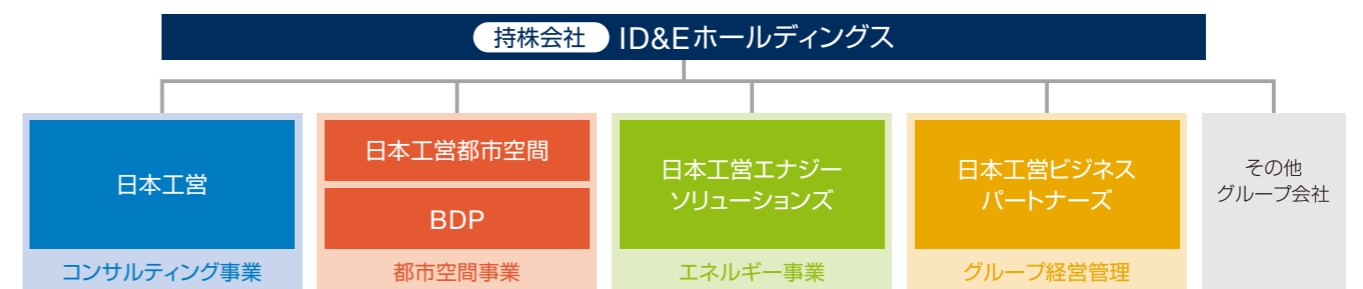 持株会社 ID&Eホールディングス
日本工営
コンサルティング事業
日本工営都市空間
BDP
都市空間事業
日本工営エナジー
ソリューションズ
エネルギー事業
日本工営ビジネス
パートナーズ
グループ経営管理
その他
グループ会社